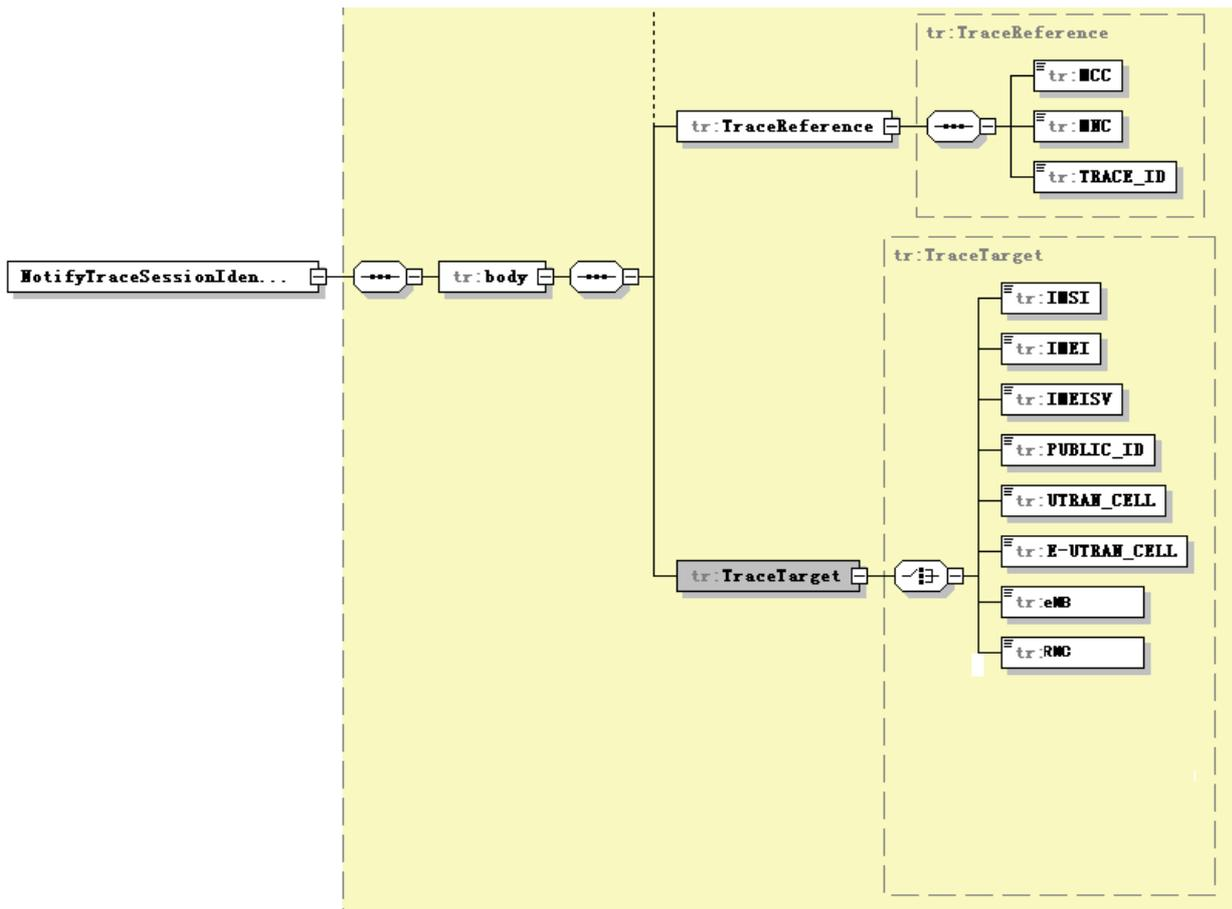 tr:TraceReference
tr:MCC
tr:TraceReference
tr:MNC
tr:TRACE_ID
NotifyTraceSessionIden...
tr:body
tr:TraceTarget
tr:IMSI
tr:IMEI
tr:IMEISV
tr:PUBLIC_ID
tr:UTRAN_CELL
tr:E-UTRAN_CELL
tr:TraceTarget
tr:eNB
tr:RNC